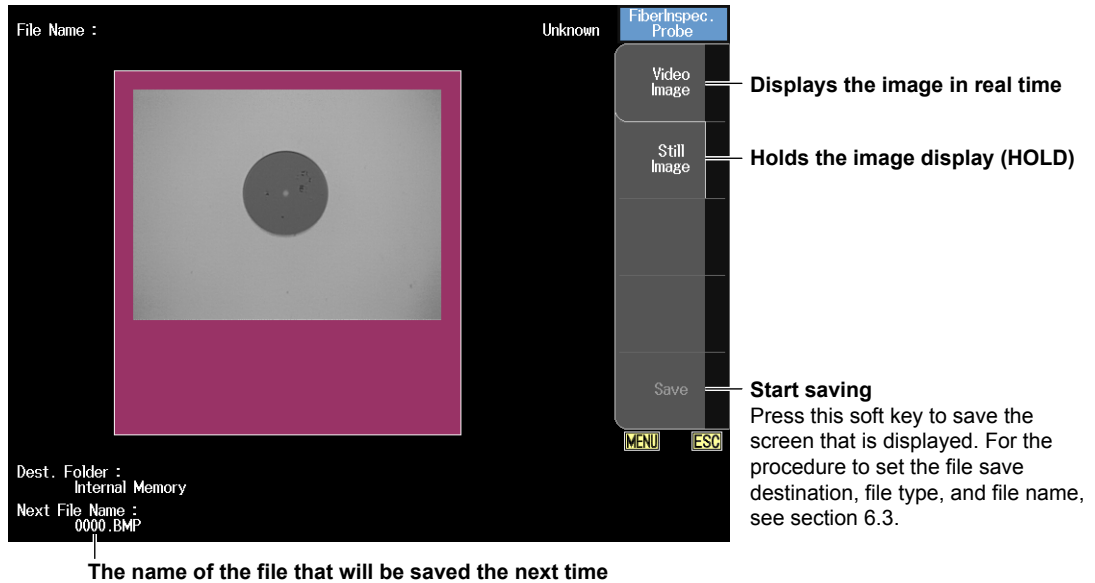 File Name :
Unknown
FiberInspec.
Probe
Video
Image
Displays the image in real time
Still
Image
Holds the image display (HOLD)
Save
Start saving
Press this soft key to save the
screen that is displayed. For the
procedure to set the file save
destination, file type, and file name,
see section 6.3.
MENU
ESC
Dest. Folder :
Internal Memory
Next File Name :
0000.BMP
The name of the file that will be saved the next time